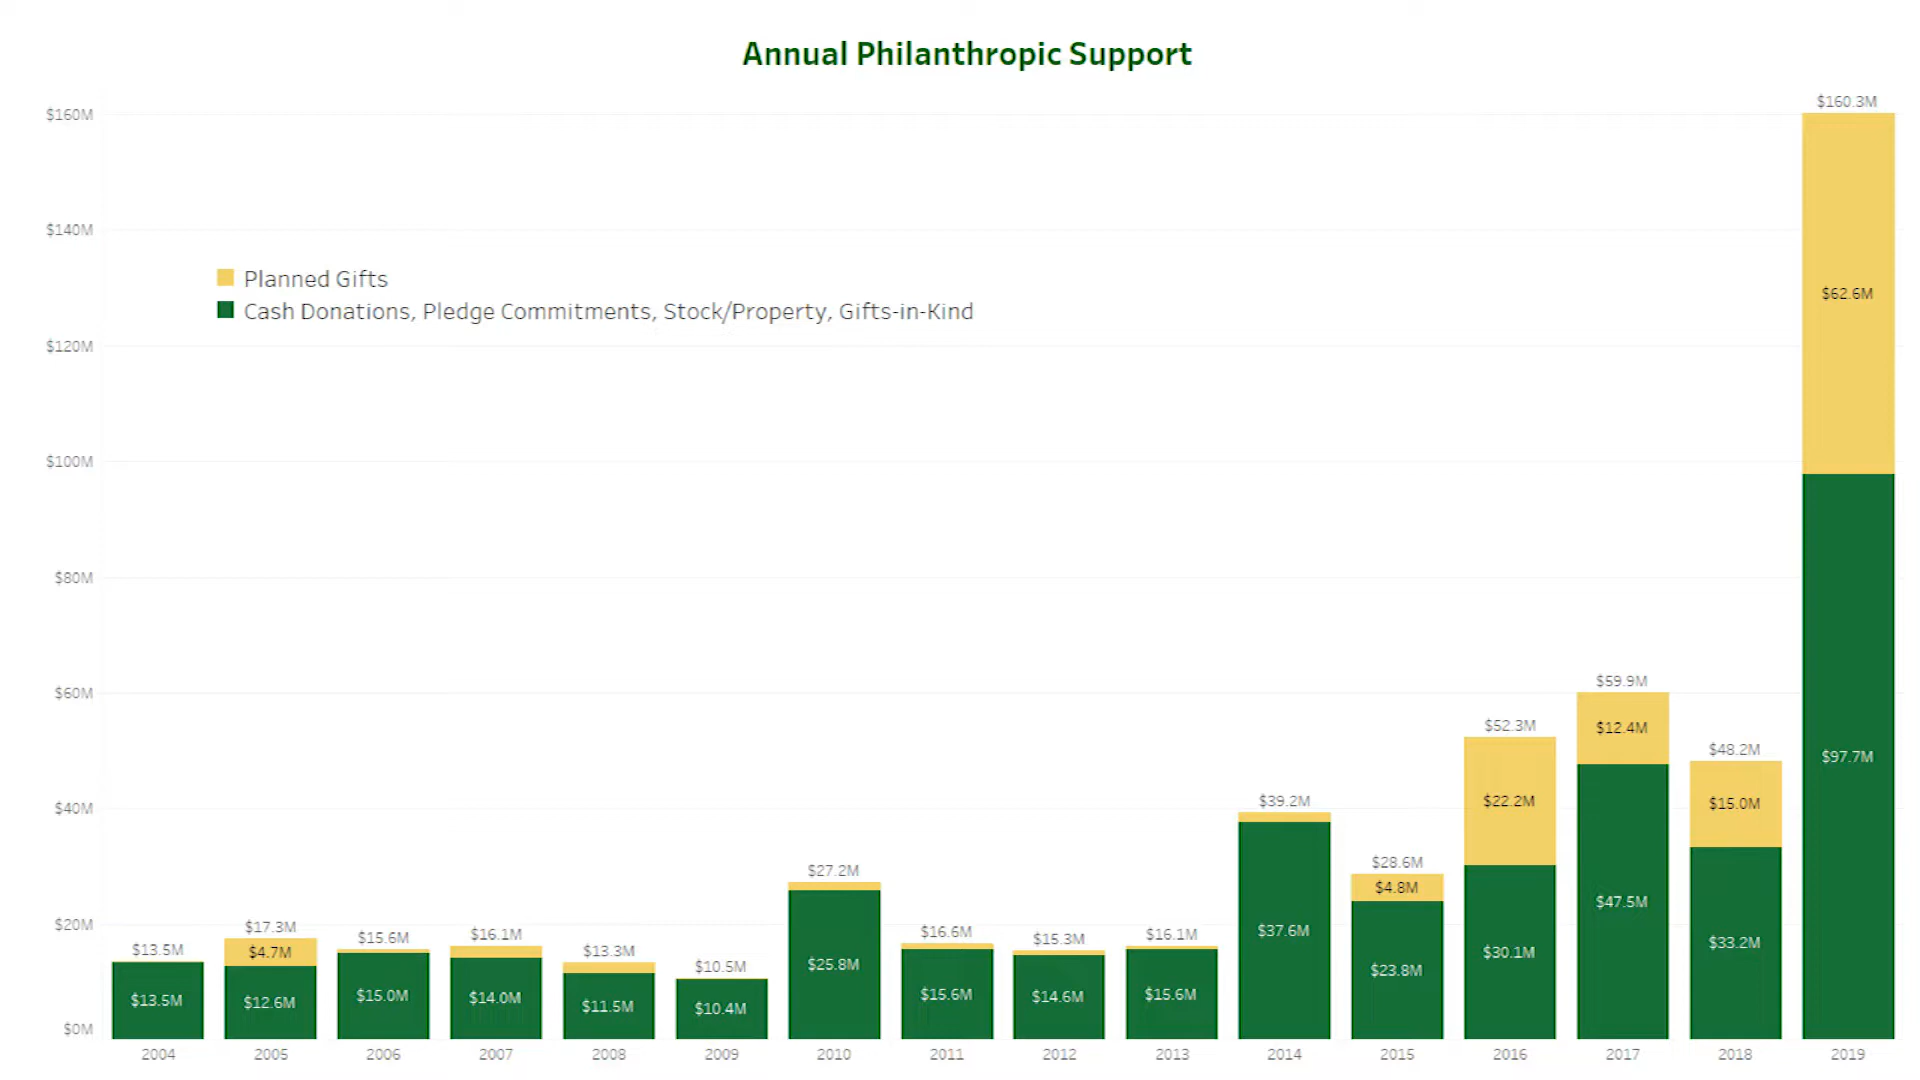 Annual Philanthropic Support
$160.3M
$160M
$140M
Planned Gifts
$62.6M
Cash Donations, Pledge Commitments, Stock/Property, Gifts-in-Kind
$120M
$100M
$80M
$59.9M
$60M
$52.3M
$12.4M
$48.2M
$97.7M
$39.2M
$22.2M
$15.0M
$40M
$28.6M
$27.2M
$4.8M
$47.5M
$20M
$17.3M
$15.6M
$16.1M
$16.6M
$15.3M
$16.1M
$37.6M
$33.2M
$13.5M
$4.7M
$13.3M
$10.5M
$25.8M
$23.8M
$30.1M
$13.5M
$12.6M
$15.0M
$14.0M
$11.5M
$10.4M
$15.6M
$14.6M
$15.6M
$0M
2004 2005 2006 2007 2008 2009 2010 2011 2012 2013 2014 2015 2016 2017 2018 2019